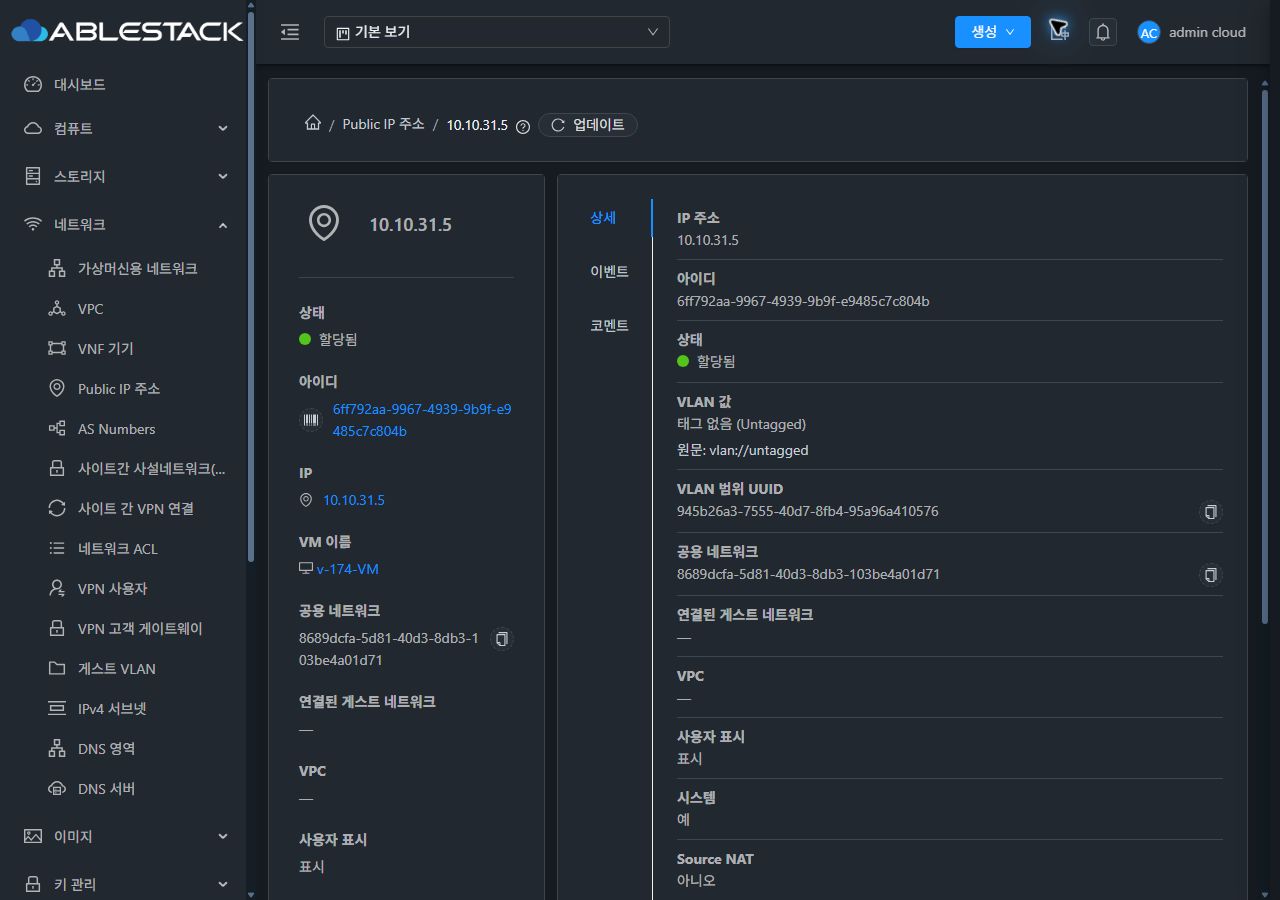 ABLESTACK
기본 보기
생성
AC
admin cloud
대시보드
컴퓨트
스토리지
네트워크
가상머신용 네트워크
VPC
VNF 기기
Public IP 주소
AS Numbers
사이트간 사설네트워크(...
사이트 간 VPN 연결
네트워크 ACL
VPN 사용자
VPN 고객 게이트웨이
게스트 VLAN
IPv4 서브넷
DNS 영역
DNS 서버
이미지
키 관리
/ Public IP 주소 / 10.10.31.5
업데이트
10.10.31.5
상태
할당됨
아이디
6ff792aa-9967-4939-9b9f-e9
485c7c804b
IP
10.10.31.5
VM 이름
v-174-VM
공용 네트워크
8689dcfa-5d81-40d3-8db3-1
03be4a01d71
연결된 게스트 네트워크
—
VPC
—
사용자 표시
표시
상세
이벤트
코멘트
IP 주소
10.10.31.5
아이디
6ff792aa-9967-4939-9b9f-e9485c7c804b
상태
할당됨
VLAN 값
태그 없음 (Untagged)
원문: vlan://untagged
VLAN 범위 UUID
945b26a3-7555-40d7-8fb4-95a96a410576
공용 네트워크
8689dcfa-5d81-40d3-8db3-103be4a01d71
연결된 게스트 네트워크
—
VPC
—
사용자 표시
표시
시스템
예
Source NAT
아니오